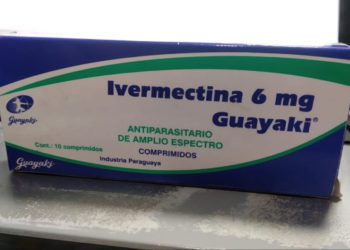 Ivermectina 6 mg
Guayaki®
Guayaki
ANTIPARASITARIO
DE AMPLIO ESPECTRO
Cont.: 10 comprimidos
COMPRIMIDOS
Industria Paraguaya
Guayaki